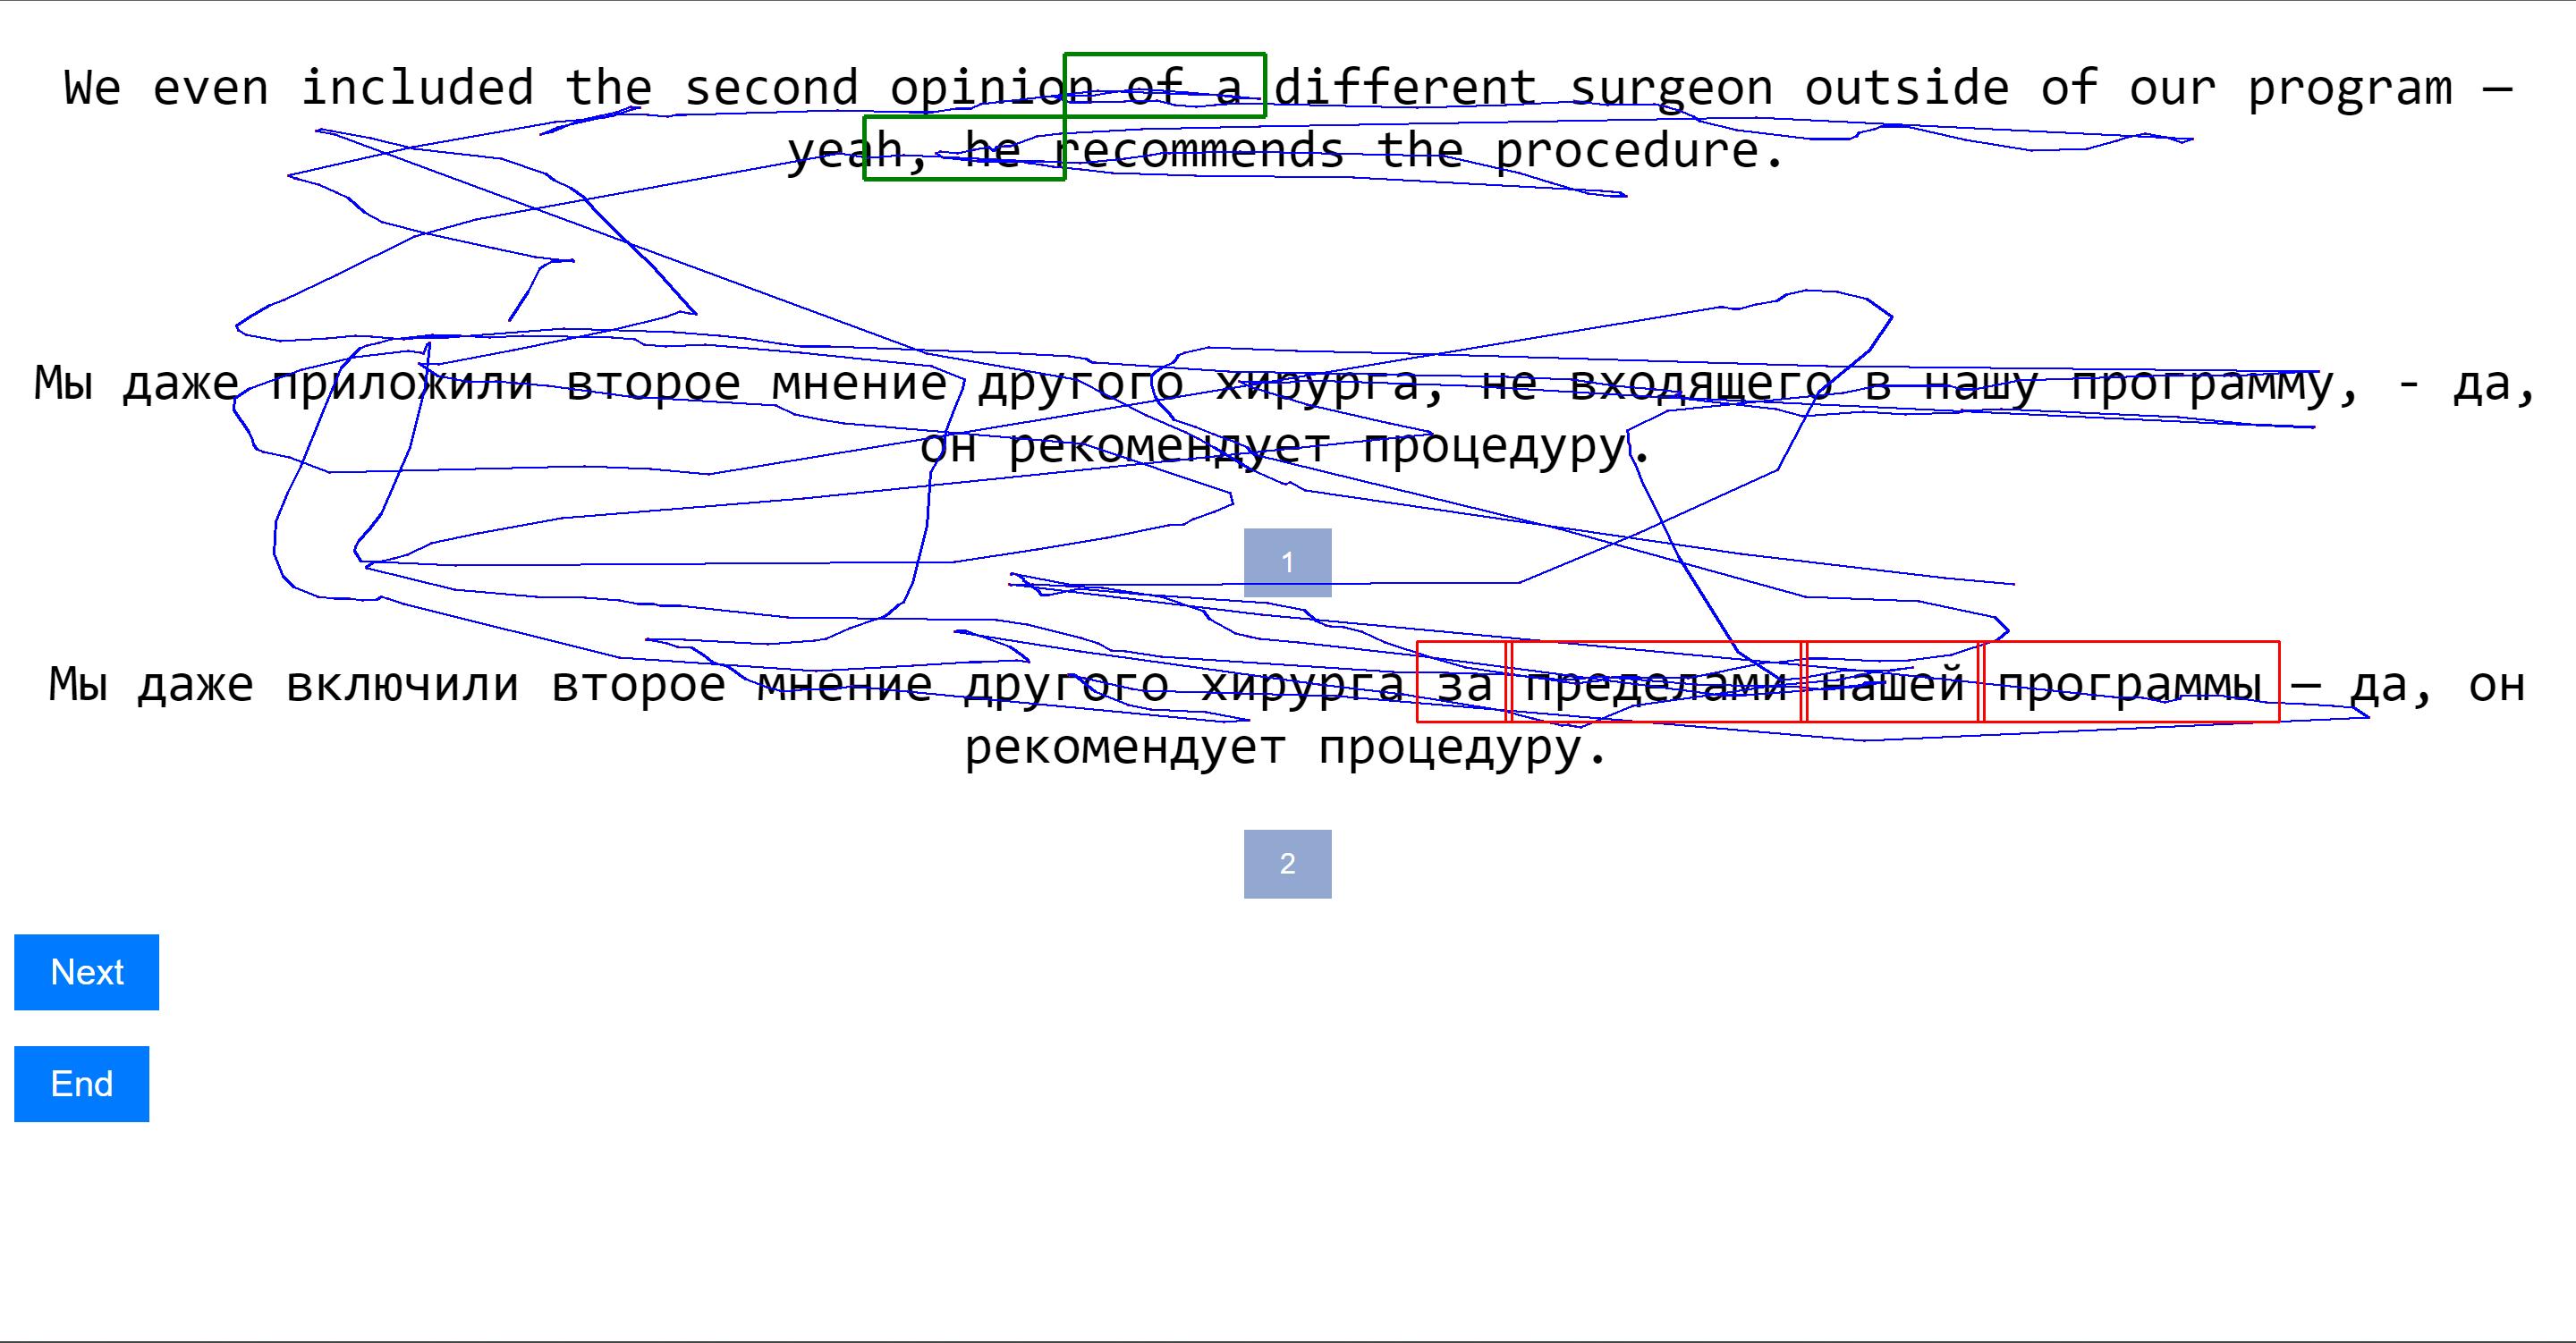 We even included the second opinion of a different surgeon outside of our program —
yeah, he recommends the procedure.
Мы даже приложили второе мнение другого хирурга, не входящего в нашу программу, - да,
он рекомендует процедуру.
1
Мы даже включили второе мнение другого хирурга за пределами нашей программы — да, он
рекомендует процедуру.
2
Next
End